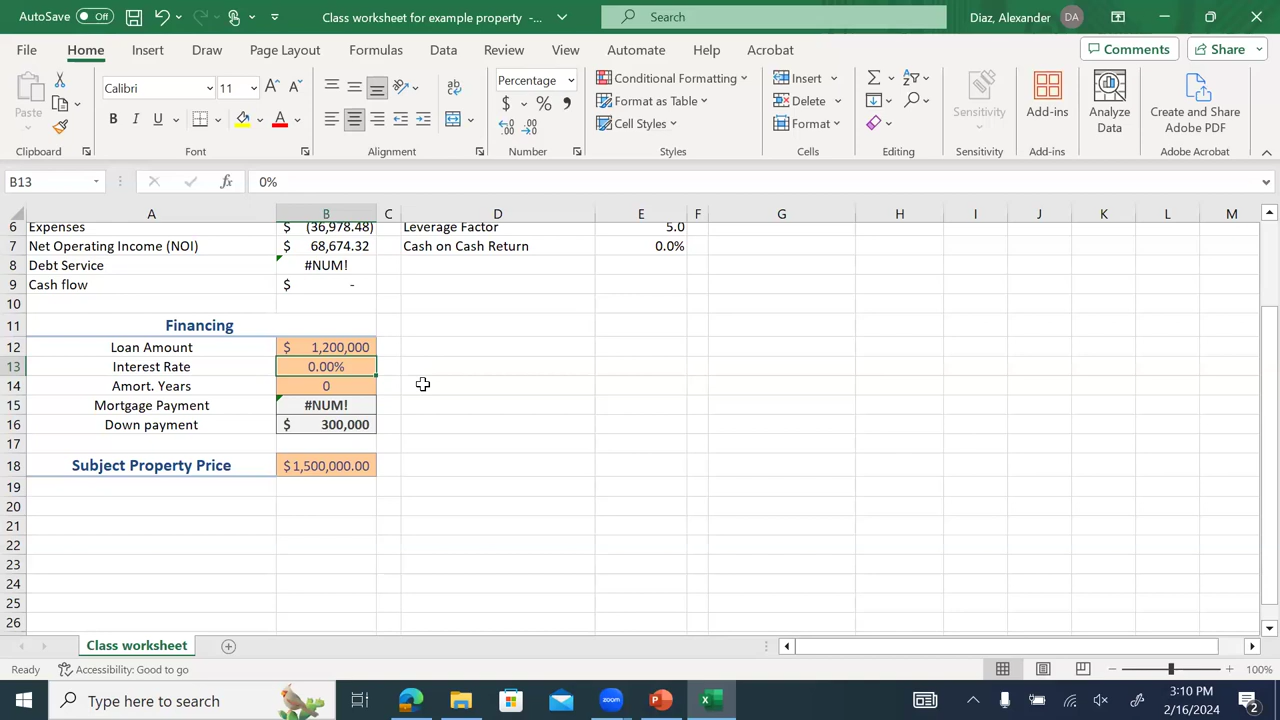 AutoSave Off Class worksheet for example property -... Search Diaz, Alexander DA
File Home Insert Draw Page Layout Formulas Data Review View Automate Help Acrobat Comments Share
Paste Calibri 11 A A B I U A ab c Percentage $ % , .00 .0 Conditional Formatting Format as Table Cell Styles Insert Delete Format Sensitivity Add-ins Analyze Data Create and Share Adobe PDF
Clipboard Font Alignment Number Styles Cells Editing Sensitivity Add-ins Adobe Acrobat
B13 fx 0%
A B C D E F G H I J K L M
6 Expenses $ (36,978.48) Leverage Factor 5.0
7 Net Operating Income (NOI) $ 68,674.32 Cash on Cash Return 0.0%
8 Debt Service #NUM!
9 Cash flow $ -
10
11 Financing
12 Loan Amount $ 1,200,000
13 Interest Rate 0.00%
14 Amort. Years 0
15 Mortgage Payment #NUM!
16 Down payment $ 300,000
17
18 Subject Property Price $1,500,000.00
19
20
21
22
23
24
25
26
Class worksheet
Ready Accessibility: Good to go 100%
Type here to search zoom 3:10 PM
2/16/2024 2